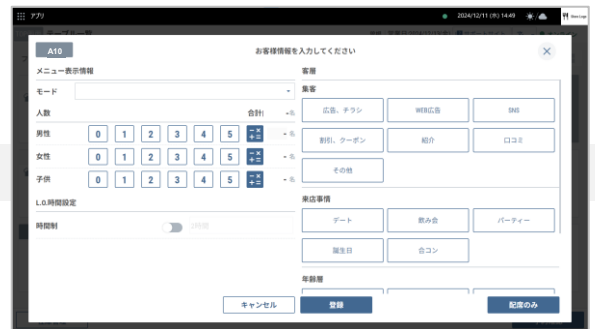 アプリ
2024/12/11 (水) 14:49
A10
お客様情報を入力してください
メニュー表示情報
モード
人数 合計: -名
男性 0 1 2 3 4 5 - 名
女性 0 1 2 3 4 5 - 名
子供 0 1 2 3 4 5 - 名
L.O.時間設定
時間制
客層
集客
広告、チラシ WEB広告 SNS
割引、クーポン 紹介 口コミ
その他
来店事情
デート 飲み会 パーティー
誕生日 合コン
年齢層
キャンセル 登録 配席のみ